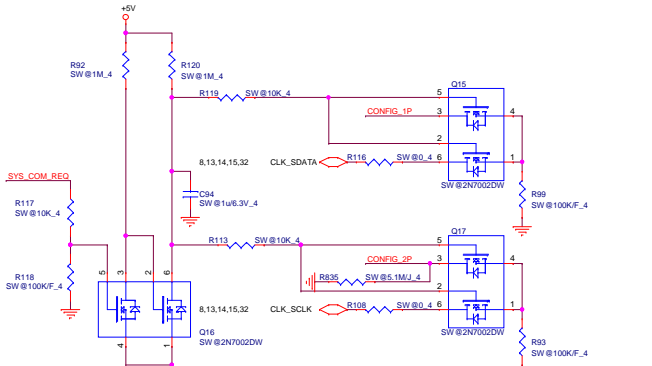 +5V
R92
SW@1M_4
R120
SW@1M_4
Q15
R119
SW@10K_4
5
CONFIG_1P
3
4
2
8,13,14,15,32
CLK_SDATA
R116
SW@0_4
6
1
SYS_COM_REQ
SW@2N7002DW
C94
SW@1u/6.3V_4
R99
SW@100K/F_4
R117
SW@10K_4
Q17
R113
SW@10K_4
5
CONFIG_2P
3
4
R118
SW@100K/F_4
5
3
2
6
R835
SW@5.1M/J_4
2
8,13,14,15,32
CLK_SCLK
R108
SW@0_4
6
1
Q16
SW@2N7002DW
SW@2N7002DW
4
1
R93
SW@100K/F_4